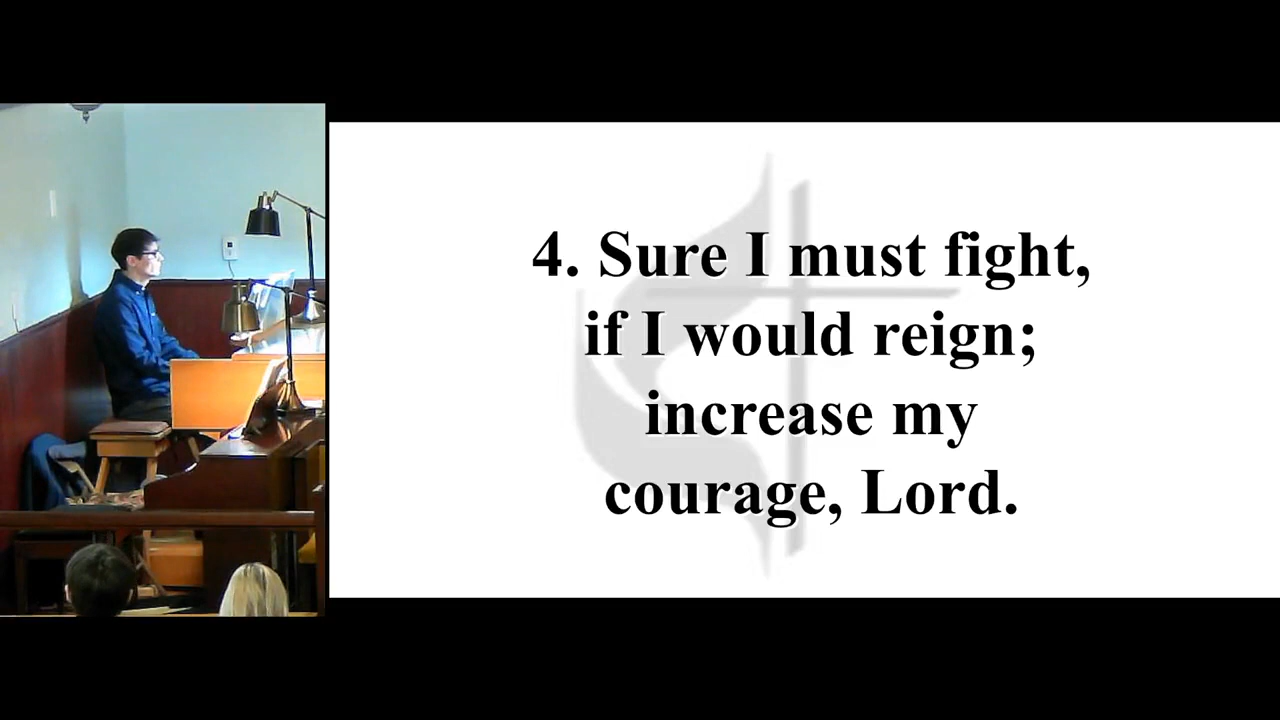 4. Sure I must fight,
if I would reign;
increase my
courage, Lord.